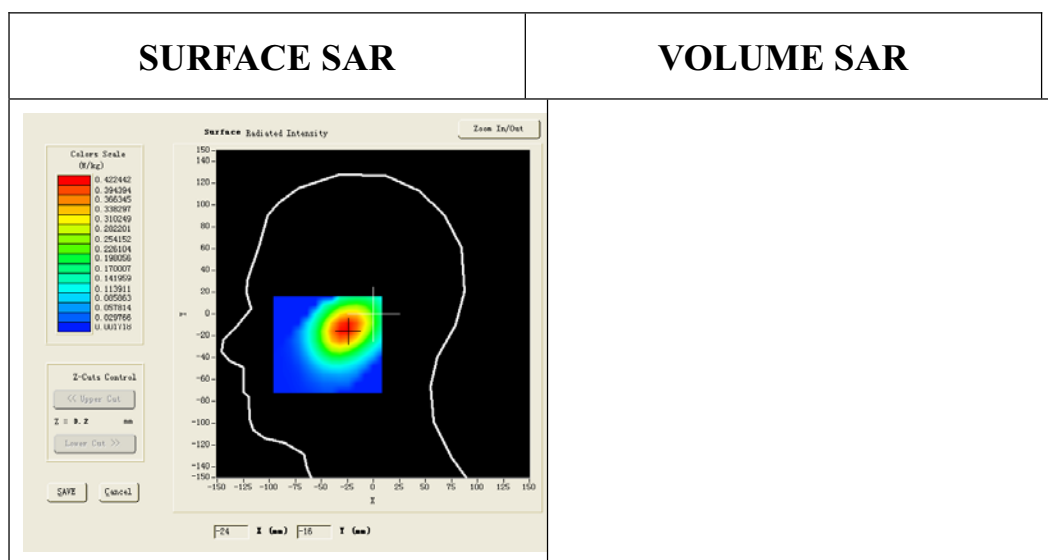 SURFACE SAR
VOLUME SAR
Surface Radiated Intensity
Zoom In/Out
Colors Scale
(W/kg)
0.422442
0.394394
0.366345
0.338297
0.310249
0.282201
0.254152
0.226104
0.198056
0.170007
0.141959
0.113911
0.085863
0.057814
0.029766
0.001718
150
140
120
100
80
60
40
20
0
-20
-40
-60
-80
-100
-120
-140
-150
Y
-150 -125 -100 -75 -50 -25 0 25 50 75 100 125 150
X
Z-Cuts Control
<< Upper Cut
Z = 0.2 mm
Lower Cut >>
SAVE Cancel
-24 X (mm) -16 Y (mm)